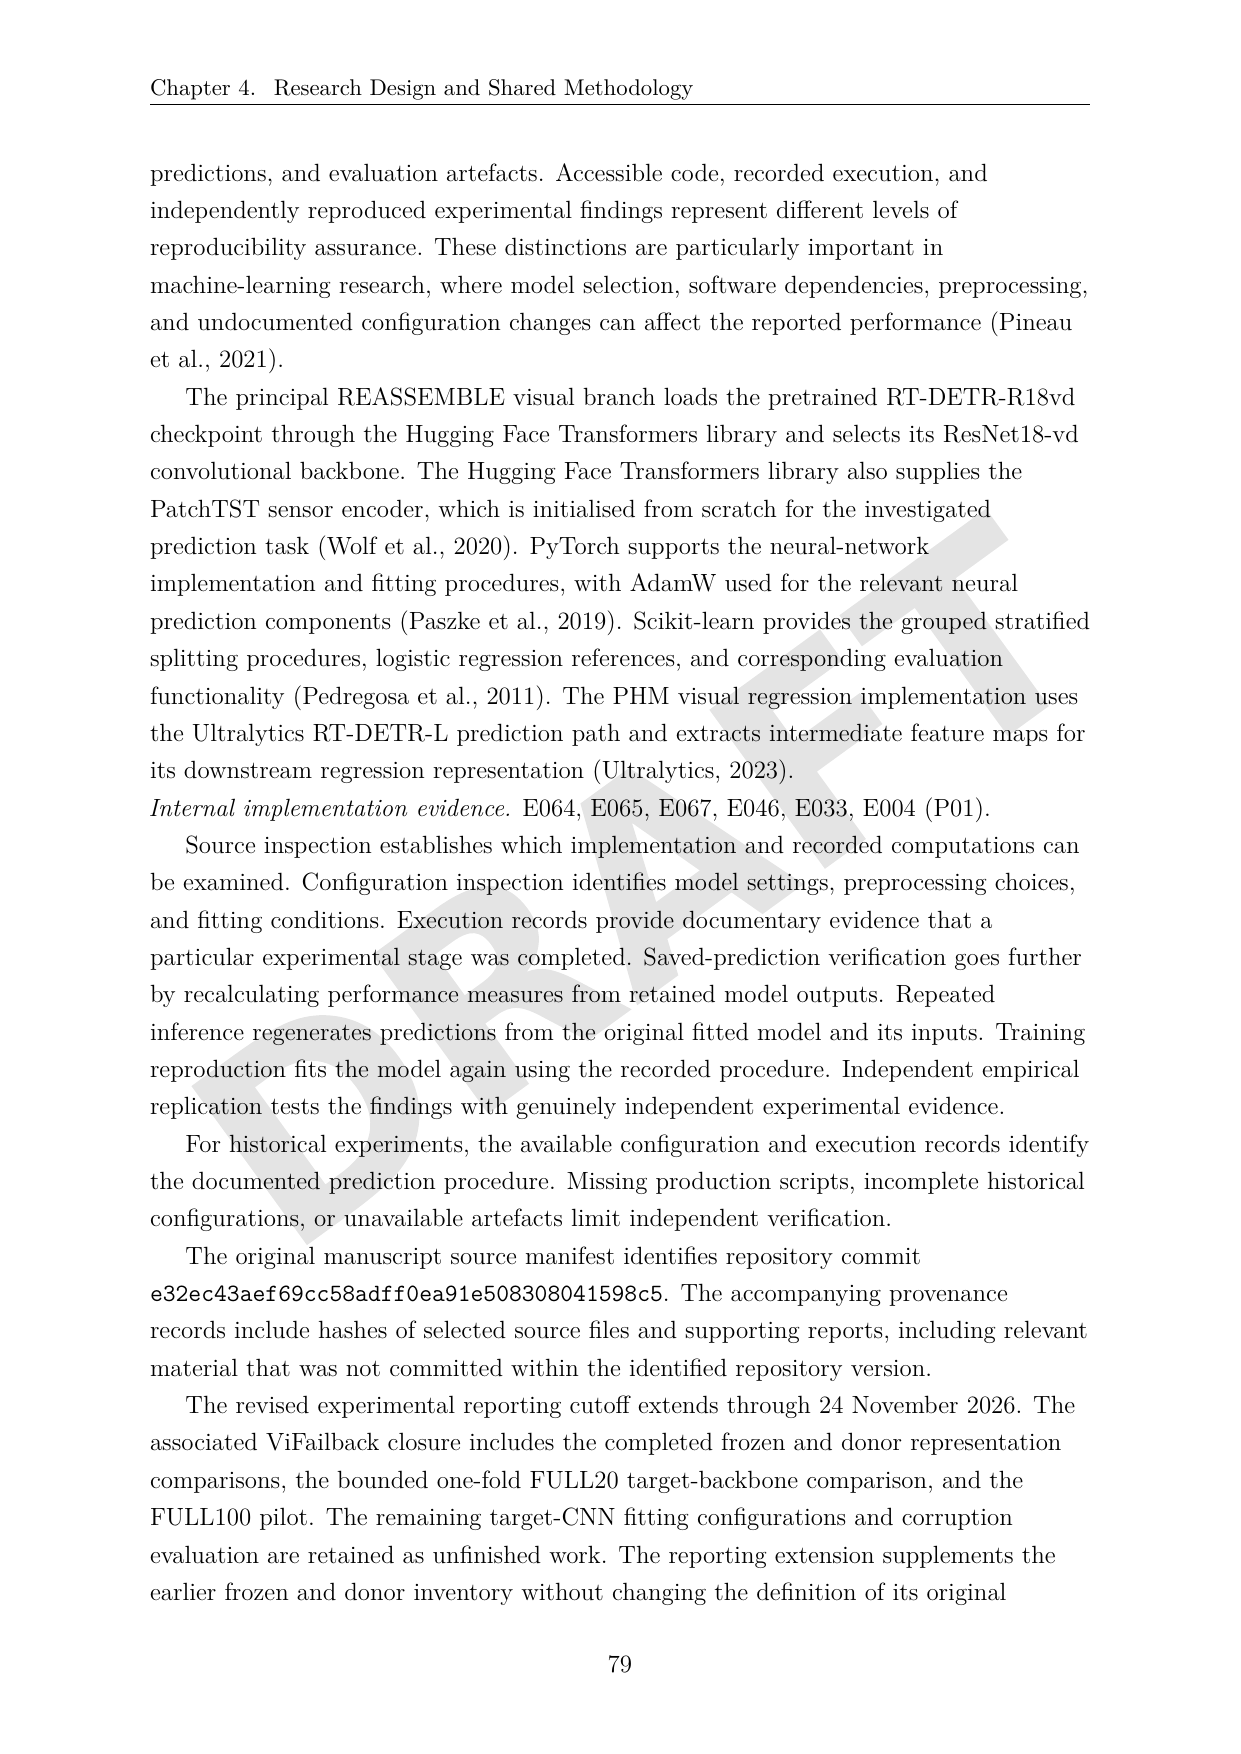 Chapter 4. Research Design and Shared Methodology
predictions, and evaluation artefacts. Accessible code, recorded execution, and
independently reproduced experimental findings represent different levels of
reproducibility assurance. These distinctions are particularly important in
machine-learning research, where model selection, software dependencies, preprocessing,
and undocumented configuration changes can affect the reported performance (Pineau
et al., 2021).
The principal REASSEMBLE visual branch loads the pretrained RT-DETR-R18vd
checkpoint through the Hugging Face Transformers library and selects its ResNet18-vd
convolutional backbone. The Hugging Face Transformers library also supplies the
PatchTST sensor encoder, which is initialised from scratch for the investigated
prediction task (Wolf et al., 2020). PyTorch supports the neural-network
implementation and fitting procedures, with AdamW used for the relevant neural
prediction components (Paszke et al., 2019). Scikit-learn provides the grouped stratified
splitting procedures, logistic regression references, and corresponding evaluation
functionality (Pedregosa et al., 2011). The PHM visual regression implementation uses
the Ultralytics RT-DETR-L prediction path and extracts intermediate feature maps for
its downstream regression representation (Ultralytics, 2023).
Internal implementation evidence. E064, E065, E067, E046, E033, E004 (P01).
Source inspection establishes which implementation and recorded computations can
be examined. Configuration inspection identifies model settings, preprocessing choices,
and fitting conditions. Execution records provide documentary evidence that a
particular experimental stage was completed. Saved-prediction verification goes further
by recalculating performance measures from retained model outputs. Repeated
inference regenerates predictions from the original fitted model and its inputs. Training
reproduction fits the model again using the recorded procedure. Independent empirical
replication tests the findings with genuinely independent experimental evidence.
For historical experiments, the available configuration and execution records identify
the documented prediction procedure. Missing production scripts, incomplete historical
configurations, or unavailable artefacts limit independent verification.
The original manuscript source manifest identifies repository commit
e32ec43aef69cc58adff0ea91e508308041598c5. The accompanying provenance
records include hashes of selected source files and supporting reports, including relevant
material that was not committed within the identified repository version.
The revised experimental reporting cutoff extends through 24 November 2026. The
associated ViFailback closure includes the completed frozen and donor representation
comparisons, the bounded one-fold FULL20 target-backbone comparison, and the
FULL100 pilot. The remaining target-CNN fitting configurations and corruption
evaluation are retained as unfinished work. The reporting extension supplements the
earlier frozen and donor inventory without changing the definition of its original
79
DRAFT